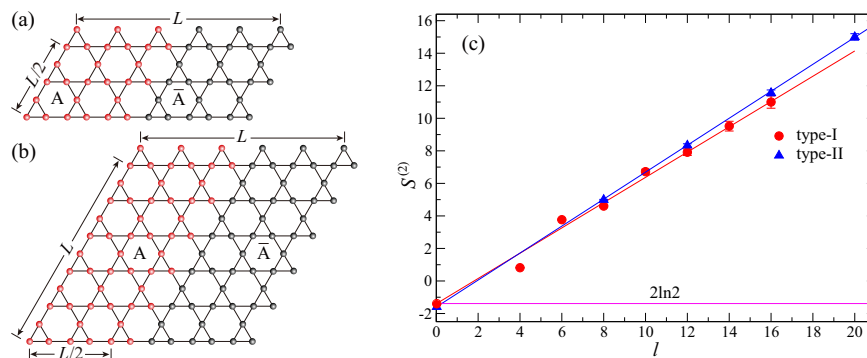 (a)
L
L/2
A
A̅
(b)
L
L
A
A̅
L/2
(c)
16
14
12
10
8
6
4
2
0
-2
S(2)
type-I
type-II
2ln2
0 2 4 6 8 10 12 14 16 18 20
l